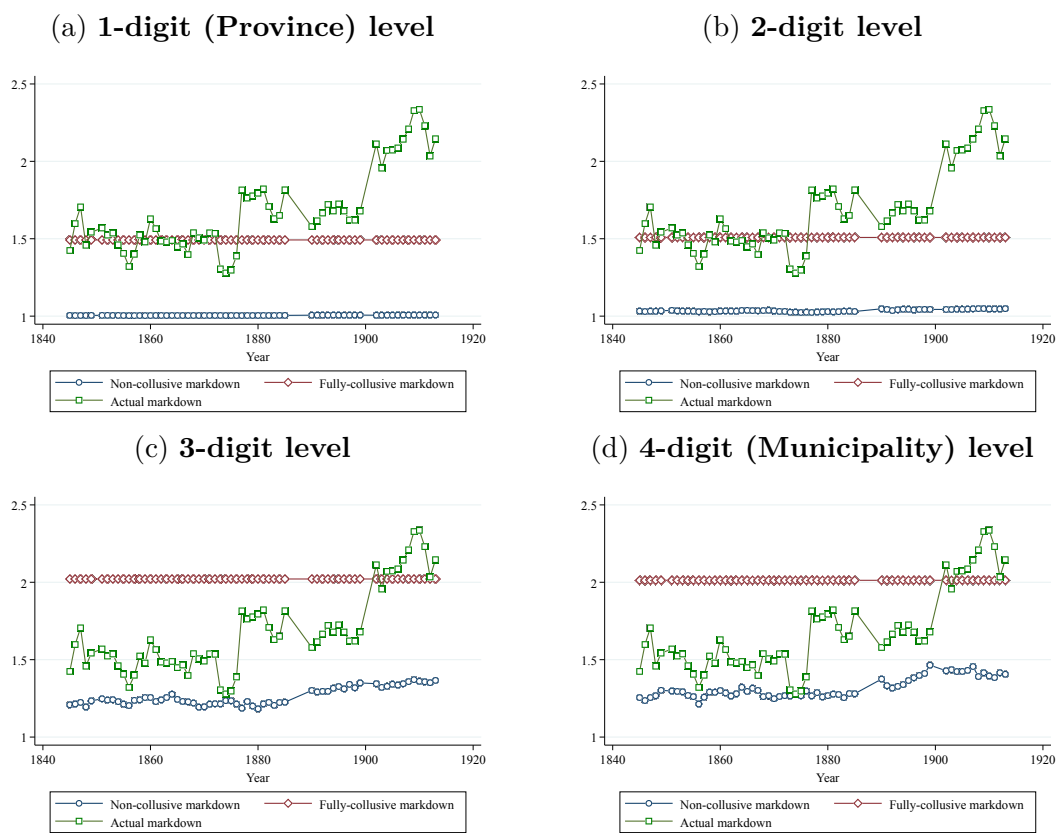 (a) 1-digit (Province) level
2.5
2
1.5
1
1840 1860 1880 1900 1920
Year
Non-collusive markdown Fully-collusive markdown
Actual markdown
(b) 2-digit level
2.5
2
1.5
1
1840 1860 1880 1900 1920
Year
Non-collusive markdown Fully-collusive markdown
Actual markdown
(c) 3-digit level
2.5
2
1.5
1
1840 1860 1880 1900 1920
Year
Non-collusive markdown Fully-collusive markdown
Actual markdown
(d) 4-digit (Municipality) level
2.5
2
1.5
1
1840 1860 1880 1900 1920
Year
Non-collusive markdown Fully-collusive markdown
Actual markdown